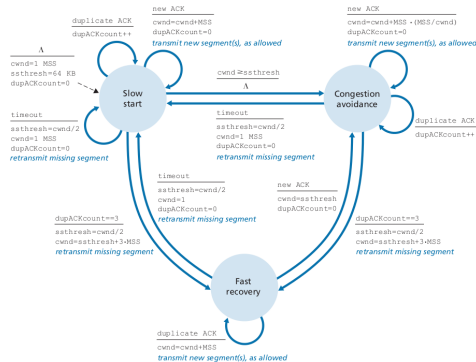 duplicate ACK
dupACKcount++
new ACK
cwnd=cwnd+MSS
dupACKcount=0
transmit new segment(s), as allowed
new ACK
cwnd=cwnd+MSS •(MSS/cwnd)
dupACKcount=0
transmit new segment(s), as allowed
Λ
cwnd=1 MSS
ssthresh=64 KB
dupACKcount=0
Slow
start
cwnd≥ssthresh
Λ
Congestion
avoidance
timeout
ssthresh=cwnd/2
cwnd=1 MSS
dupACKcount=0
retransmit missing segment
timeout
ssthresh=cwnd/2
cwnd=1 MSS
dupACKcount=0
retransmit missing segment
duplicate ACK
dupACKcount++
timeout
ssthresh=cwnd/2
cwnd=1
dupACKcount=0
retransmit missing segment
new ACK
cwnd=ssthresh
dupACKcount=0
dupACKcount==3
ssthresh=cwnd/2
cwnd=ssthresh+3•MSS
retransmit missing segment
dupACKcount==3
ssthresh=cwnd/2
cwnd=ssthresh+3•MSS
retransmit missing segment
Fast
recovery
duplicate ACK
cwnd=cwnd+MSS
transmit new segment(s), as allowed